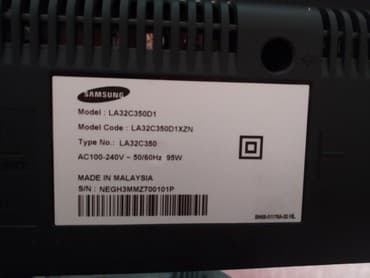 SAMSUNG
Model : LA32C350D1
Model Code : LA32C350D1XZN
Type No.: LA32C350
AC100-240V ~ 50/60Hz 95W
MADE IN MALAYSIA
S/N : NEGH3MMZ700101P